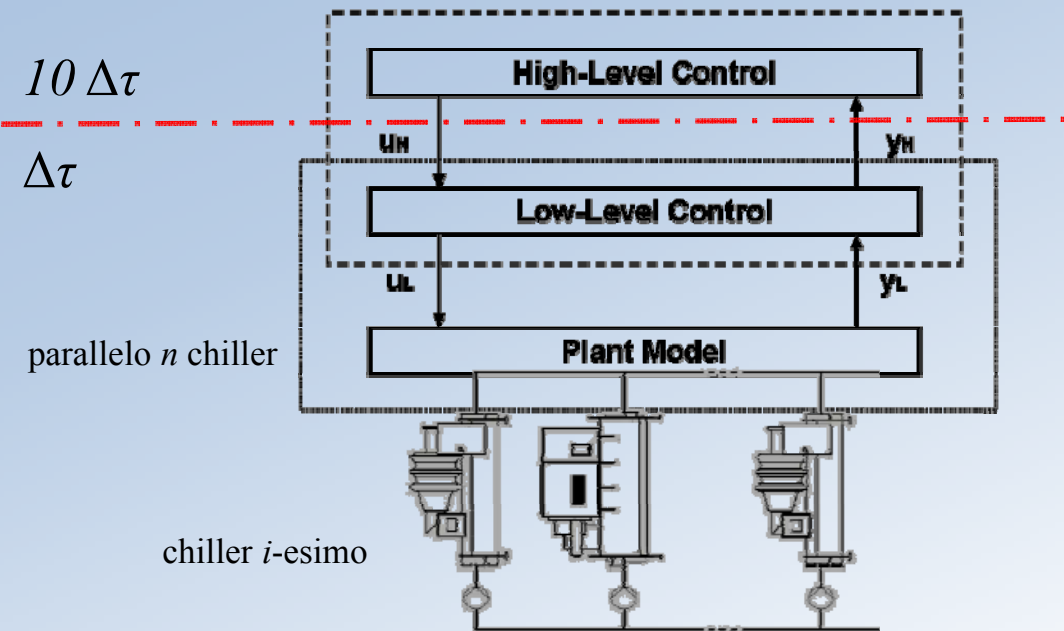 10 Δτ
High-Level Control
Δτ
uH
yH
Low-Level Control
uL
yL
parallelo n chiller
Plant Model
chiller i-esimo